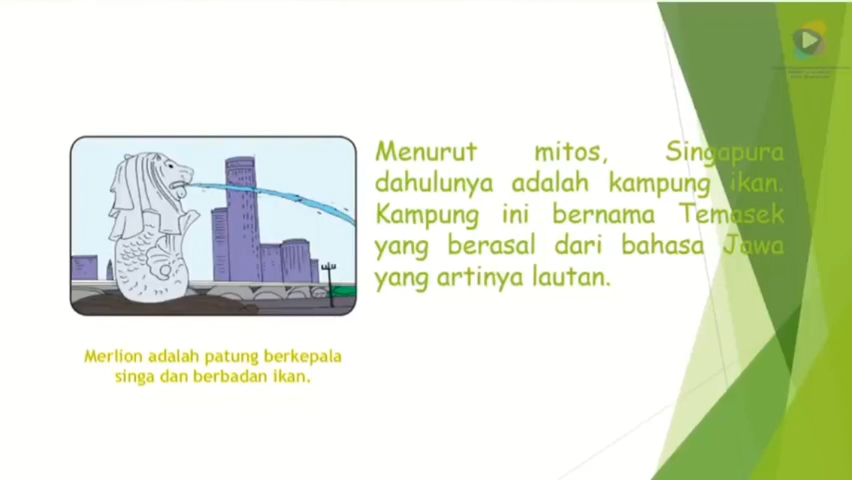 Menurut mitos, Singapura
dahulunya adalah kampung ikan.
Kampung ini bernama Temasek
yang berasal dari bahasa Jawa
yang artinya lautan.
Merlion adalah patung berkepala
singa dan berbadan ikan.